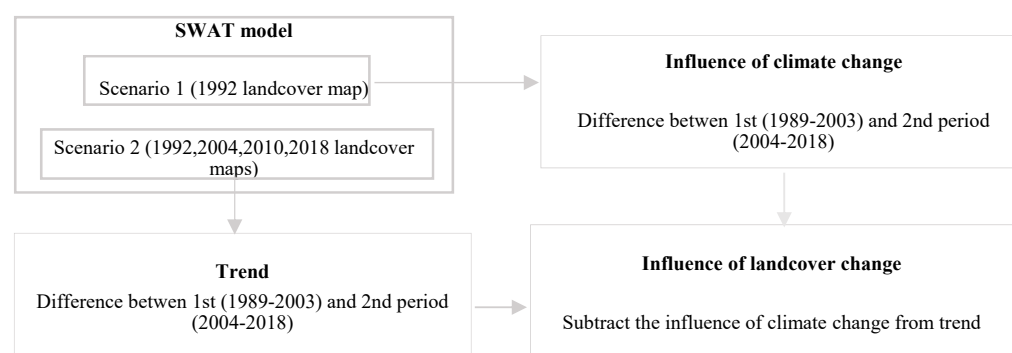 SWAT model
Scenario 1 (1992 landcover map)
Scenario 2 (1992,2004,2010,2018 landcover
maps)
Influence of climate change
Difference betwen 1st (1989-2003) and 2nd period
(2004-2018)
Trend
Difference betwen 1st (1989-2003) and 2nd period
(2004-2018)
Influence of landcover change
Subtract the influence of climate change from trend